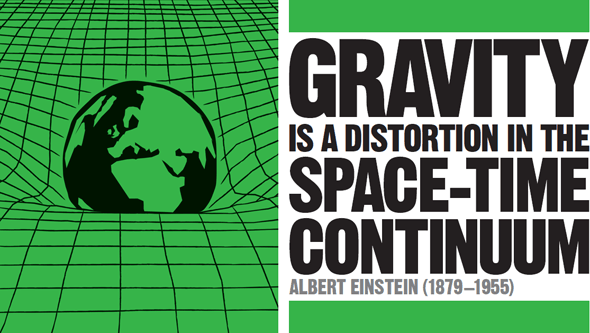 GRAVITY
IS A DISTORTION IN THE
SPACE-TIME
CONTINUUM
ALBERT EINSTEIN (1879–1955)